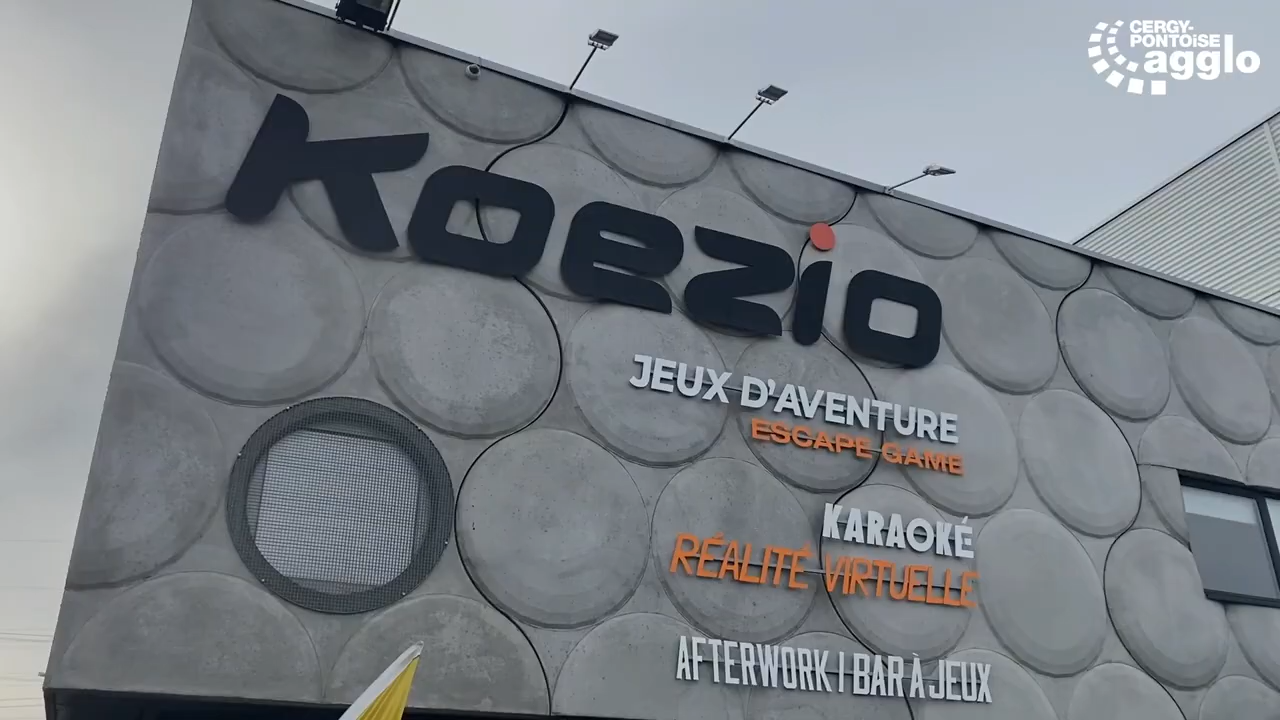 CERGY-
PONTOISE
agglo
Koezio
JEUX D'AVENTURE
ESCAPE GAME
KARAOKÉ
RÉALITÉ VIRTUELLE
AFTERWORK | BAR À JEUX